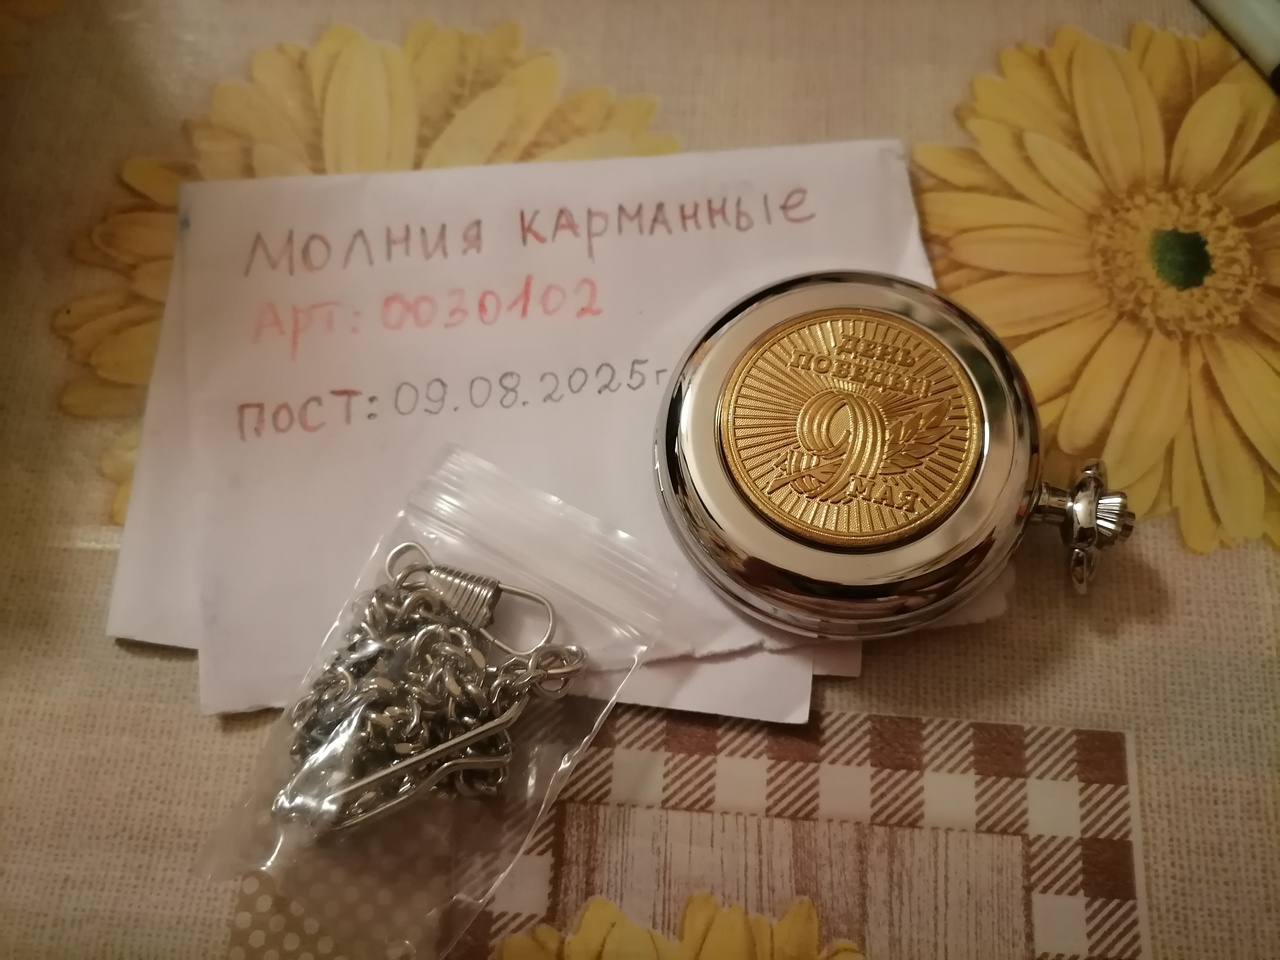 Молния карманные
Арт: 0030102
пост: 09.08.2025г
ДЕНЬ
ПОБЕДЫ!
9
МАЯ